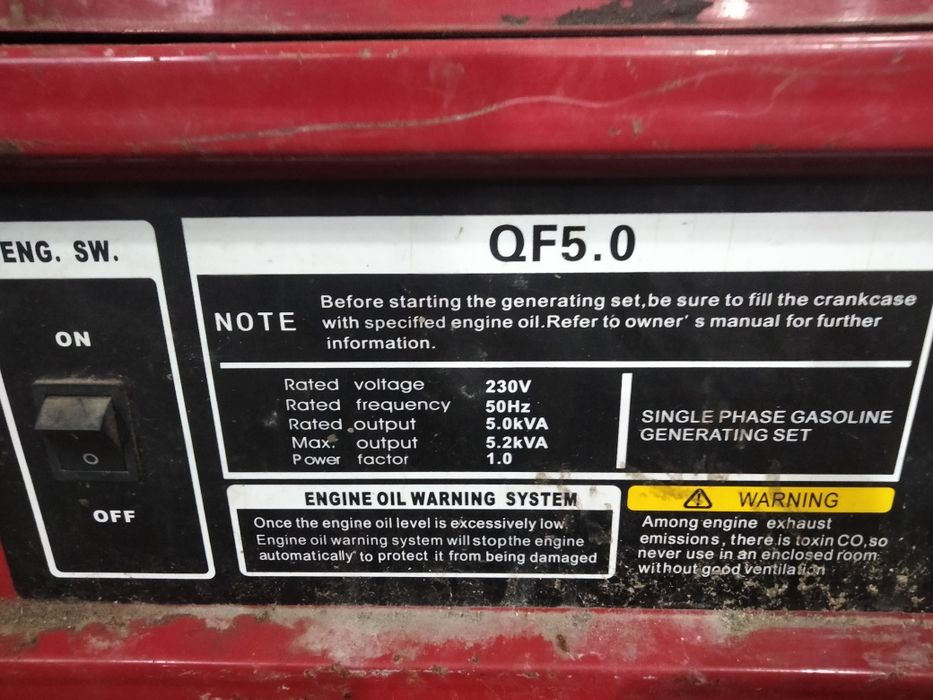 ENG. SW.
ON
OFF
QF5.0
NOTE
Before starting the generating set,be sure to fill the crankcase
with specified engine oil.Refer to owner' s manual for further
information.
Rated voltage 230V
Rated frequency 50Hz
Rated output 5.0kVA
Max. output 5.2kVA
Power factor 1.0
SINGLE PHASE GASOLINE
GENERATING SET
ENGINE OIL WARNING SYSTEM
Once the engine oil level is excessively low.
Engine oil warning system will stop the engine
automatically to protect it from being damaged
WARNING
Among engine exhaust
emissions, there is toxin CO,so
never use in an enclosed room
without good ventilation